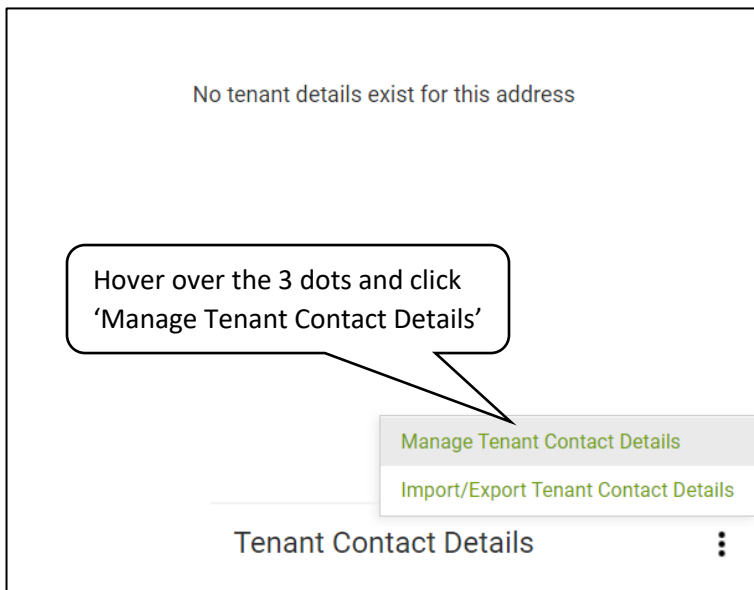 No tenant details exist for this address
Hover over the 3 dots and click
‘Manage Tenant Contact Details’
Manage Tenant Contact Details
Import/Export Tenant Contact Details
Tenant Contact Details